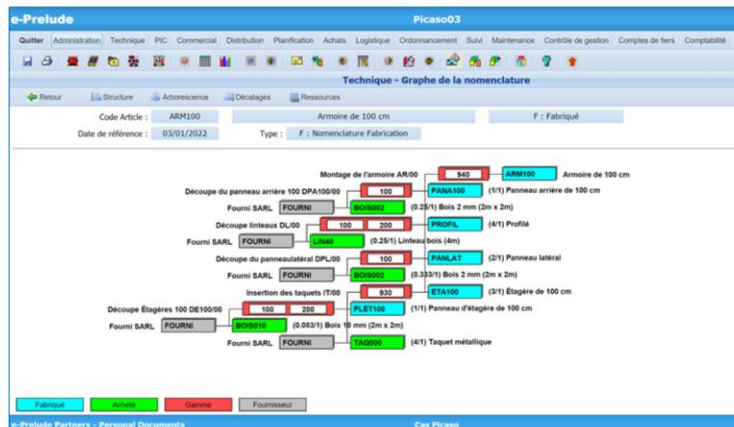 e-Prelude Picaso03
Quitter Administration Technique PIC Commercial Distribution Planification Achats Logistique Ordonnancement Suivi Maintenance Contrôle de gestion Comptes de tiers Comptabilité
Technique - Graphe de la nomenclature
Retour Structure Arborescence Décalages Ressources
Code Article : ARM100 Armoire de 100 cm F : Fabriqué
Date de référence : 03/01/2022 Type : F : Nomenclature Fabrication
Montage de l'armoire AR/00 940 ARM100 Armoire de 100 cm
Découpe du panneau arrière 100 DPA100/00 100 PANA100 (1/1) Panneau arrière de 100 cm
Fourni SARL FOURNI BOIS002 (0.25/1) Bois 2 mm (2m x 2m)
Découpe linteaux DL/00 100 200 PROFIL (4/1) Profilé
Fourni SARL FOURNI LIN40 (0.25/1) Linteau bois (4m)
Découpe du panneaulatéral DPL/00 100 PANLAT (2/1) Panneau latéral
Fourni SARL FOURNI BOIS002 (0.333/1) Bois 2 mm (2m x 2m)
Insertion des taquets IT/00 930 ETA100 (3/1) Étagère de 100 cm
Découpe Étagères 100 DE100/00 100 200 PLET100 (1/1) Panneau d'étagère de 100 cm
Fourni SARL FOURNI BOIS010 (0.083/1) Bois 10 mm (2m x 2m)
Fourni SARL FOURNI TAQ000 (4/1) Taquet métallique
Fabriqué Acheté Gamme Fournisseur
e-Prelude Partners - Personal Documents Cas Picaso